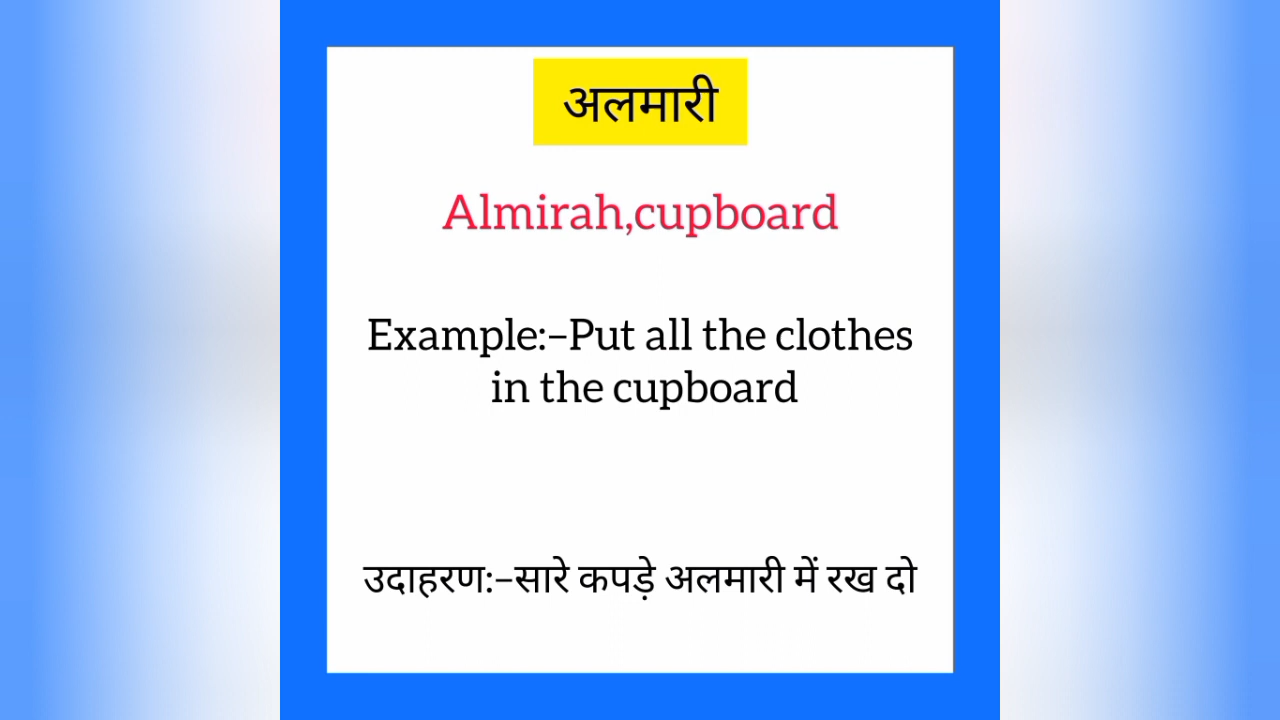 अलमारी
Almirah,cupboard
Example:–Put all the clothes
in the cupboard
उदाहरण:–सारे कपड़े अलमारी में रख दो